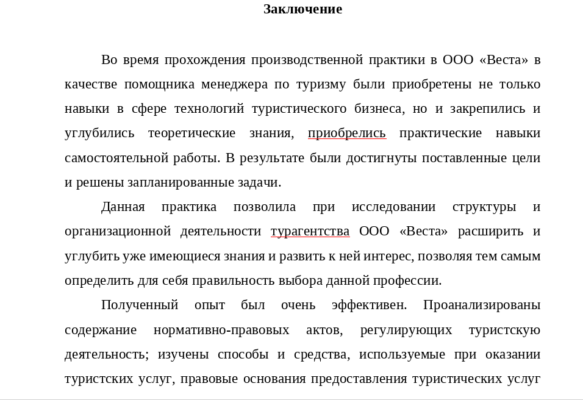 Заключение
Во время прохождения производственной практики в ООО «Веста» в
качестве помощника менеджера по туризму были приобретены не только
навыки в сфере технологий туристического бизнеса, но и закрепились и
углубились теоретические знания, приобрелись практические навыки
самостоятельной работы. В результате были достигнуты поставленные цели
и решены запланированные задачи.
Данная практика позволила при исследовании структуры и
организационной деятельности турагентства ООО «Веста» расширить и
углубить уже имеющиеся знания и развить к ней интерес, позволяя тем самым
определить для себя правильность выбора данной профессии.
Полученный опыт был очень эффективен. Проанализированы
содержание нормативно-правовых актов, регулирующих туристскую
деятельность; изучены способы и средства, используемые при оказании
туристских услуг, правовые основания предоставления туристических услуг